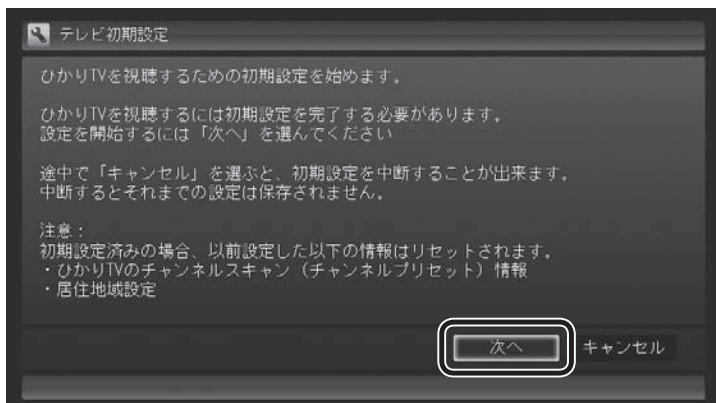 テレビ初期設定
ひかりTVを視聴するための初期設定を始めます。
ひかりTVを視聴するには初期設定を完了する必要があります。
設定を開始するには「次へ」を選んでください
途中で「キャンセル」を選ぶと、初期設定を中断することが出来ます。
中断するとそれまでの設定は保存されません。
注意：
初期設定済みの場合、以前設定した以下の情報はリセットされます。
・ひかりTVのチャンネルスキャン（チャンネルプリセット）情報
・居住地域設定
次へ キャンセル